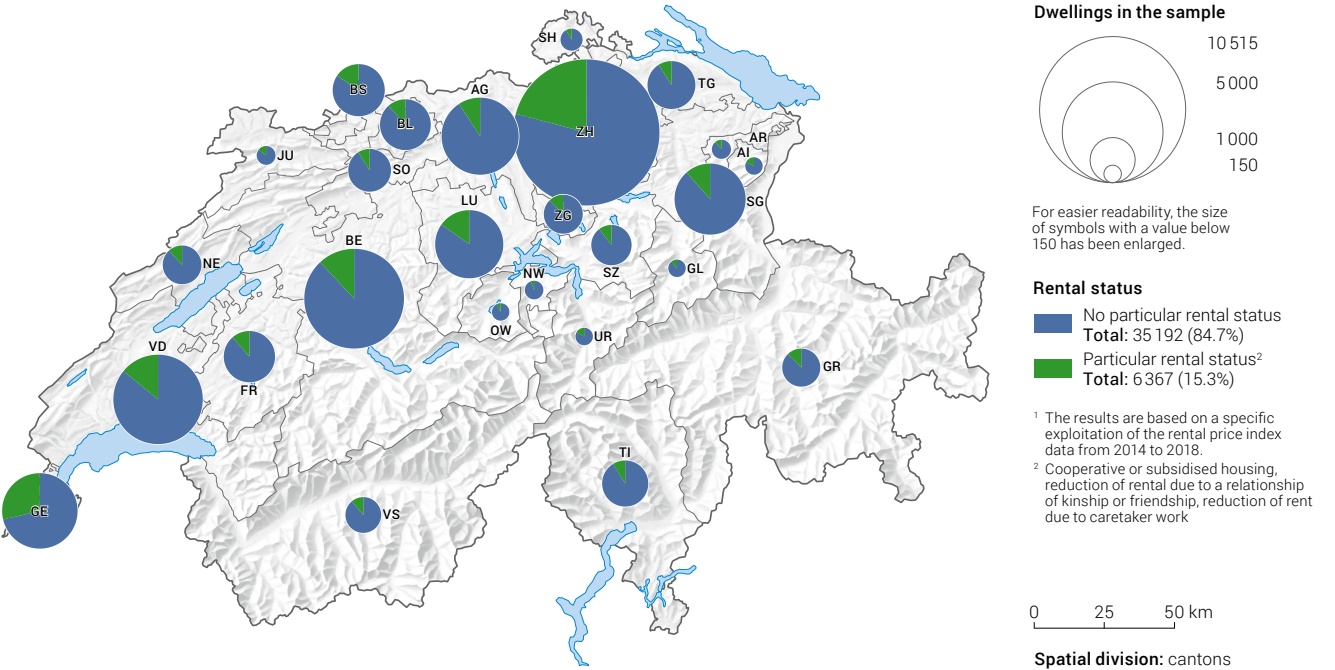 SH
BS
AG
TG
BL
ZH
AR
JU
AI
SO
LU
SG
ZG
BE
NE
SZ
NW
GL
OW
UR
VD
FR
GR
TI
GE
VS
Dwellings in the sample
10 515
5 000
1 000
150
For easier readability, the size
of symbols with a value below
150 has been enlarged.
Rental status
No particular rental status
Total: 35 192 (84.7%)
Particular rental status²
Total: 6 367 (15.3%)
¹ The results are based on a specific
exploitation of the rental price index
data from 2014 to 2018.
² Cooperative or subsidised housing,
reduction of rental due to a relationship
of kinship or friendship, reduction of rent
due to caretaker work
0 25 50 km
Spatial division: cantons